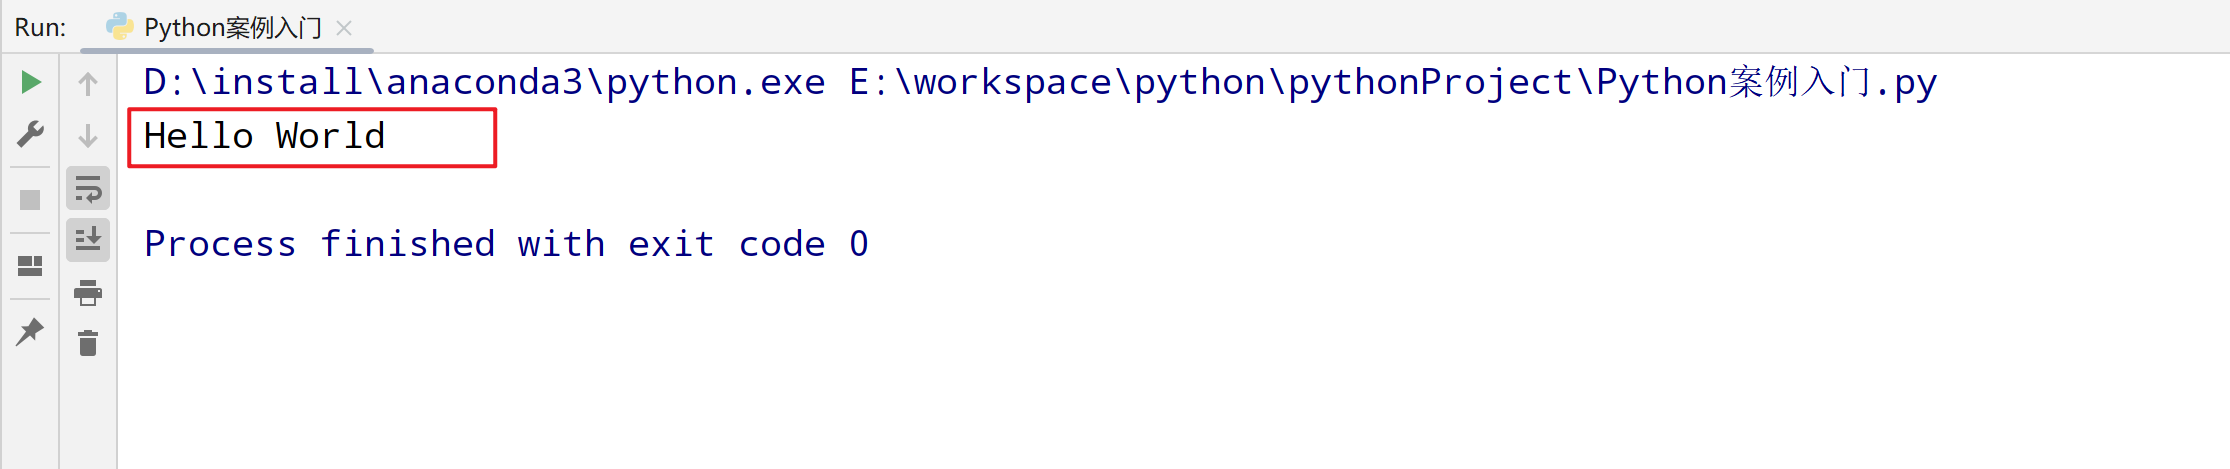 Run: Python案例入门
D:\install\anaconda3\python.exe E:\workspace\python\pythonProject\Python案例入门.py
Hello World
Process finished with exit code 0